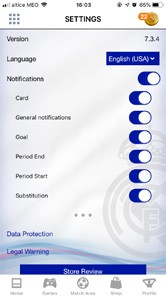 altice MEO 16:03 65%
22
SETTINGS
Version 7.3.4
Language English (USA)
Notifications
Card
General notifications
Goal
Period End
Period Start
Substitution
Data Protection
Legal Warning
Store Review
Home Games Match Area Shop Profile